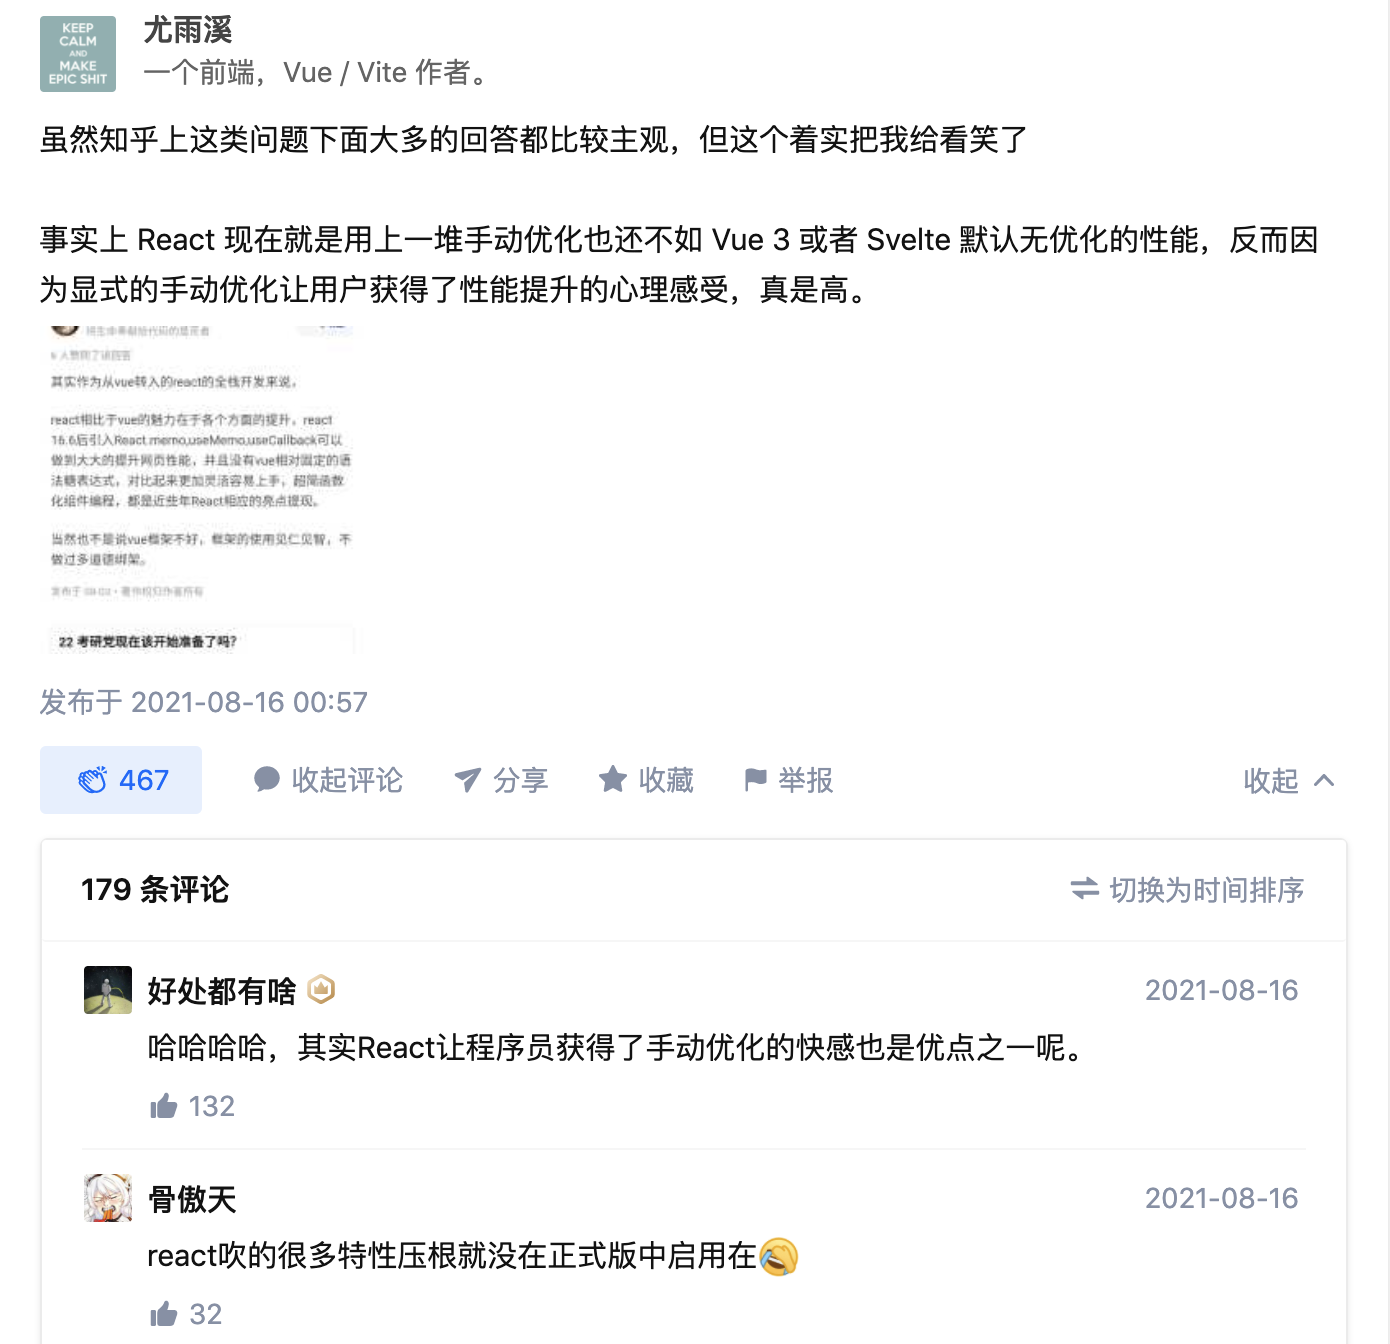 KEEP
CALM
AND
MAKE
EPIC SHIT
尤雨溪
一个前端，Vue / Vite 作者。
虽然知乎上这类问题下面大多的回答都比较主观，但这个着实把我给看笑了
事实上 React 现在就是用上一堆手动优化也还不如 Vue 3 或者 Svelte 默认无优化的性能，反而因
为显式的手动优化让用户获得了性能提升的心理感受，真是高。
人赞同了该回答
其实作为从vue转入的react的全栈开发来说，
react相比于vue的魅力在于各个方面的提升，react
16.6后引入React.memo,useMemo,useCallback可以
做到大大的提升网页性能，并且没有vue相对固定的语
法糖表达式，对比起来更加灵活容易上手，超简函数
化组件编程，都是近些年React相应的亮点提现。
当然也不是说vue框架不好，框架的使用见仁见智，不
做过多道德绑架。
发布于 08-02・著作权归作者所有
22 考研党现在该开始准备了吗？
发布于 2021-08-16 00:57
467 收起评论 分享 收藏 举报 收起
179 条评论 切换为时间排序
好处都有啥 2021-08-16
哈哈哈哈，其实React让程序员获得了手动优化的快感也是优点之一呢。
132
骨傲天 2021-08-16
react吹的很多特性压根就没在正式版中启用在
32